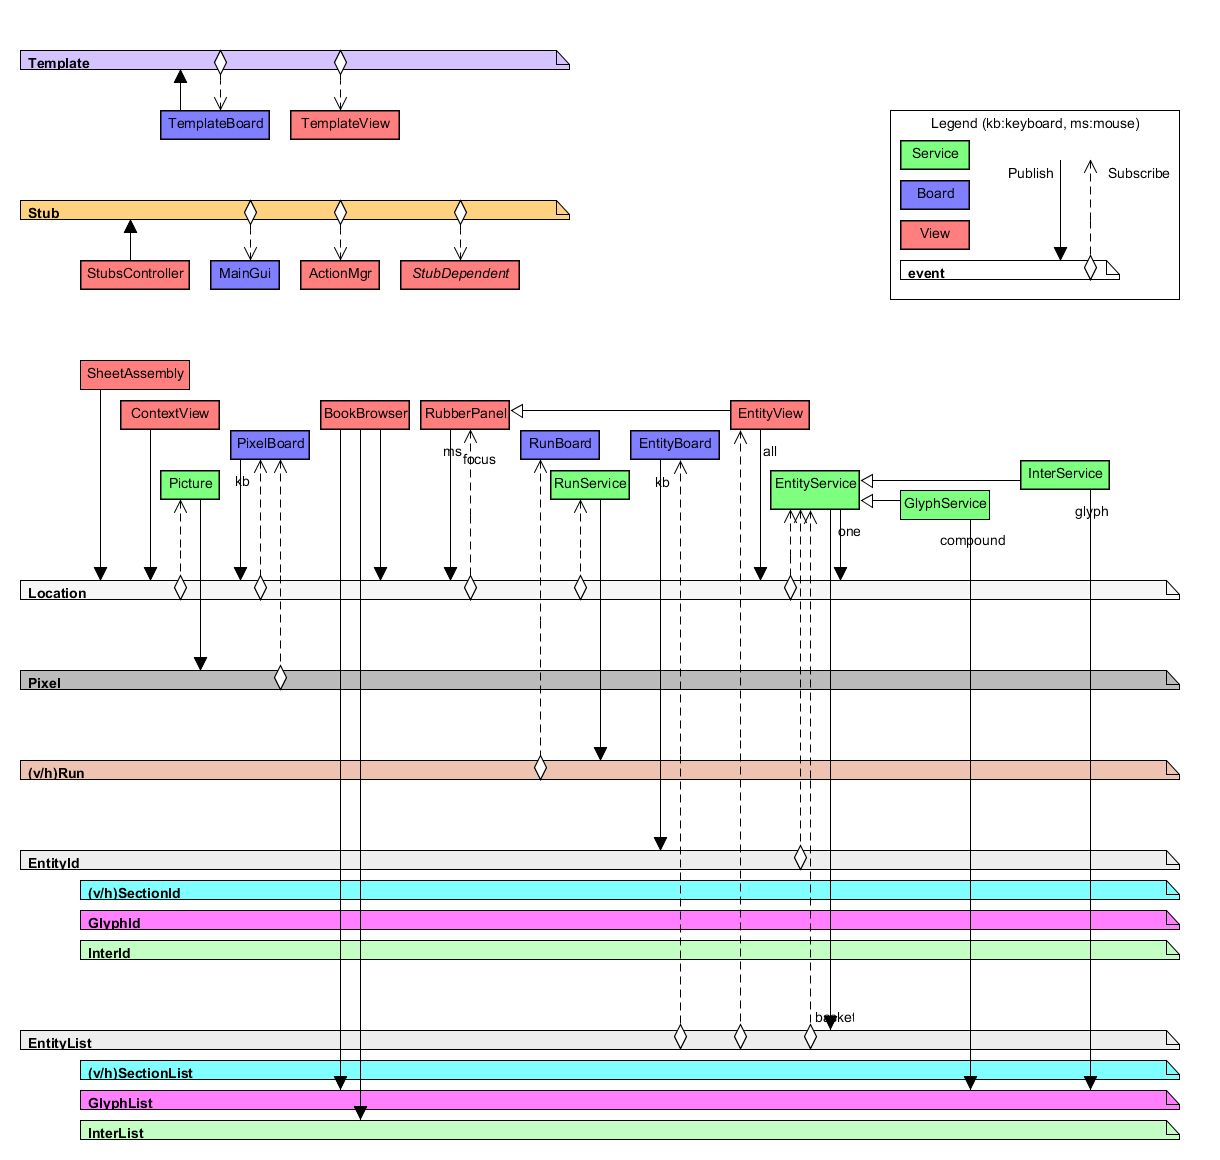 Template
TemplateBoard
TemplateView
Legend (kb:keyboard, ms:mouse)
Service
Publish
Subscribe
Board
View
event
Stub
StubsController
MainGui
ActionMgr
StubDependent
SheetAssembly
ContextView
BookBrowser
RubberPanel
EntityView
PixelBoard
RunBoard
EntityBoard
ms
focus
all
kb
kb
Picture
RunService
EntityService
InterService
GlyphService
glyph
one
compound
Location
Pixel
(v/h)Run
EntityId
(v/h)SectionId
GlyphId
InterId
basket
EntityList
(v/h)SectionList
GlyphList
InterList